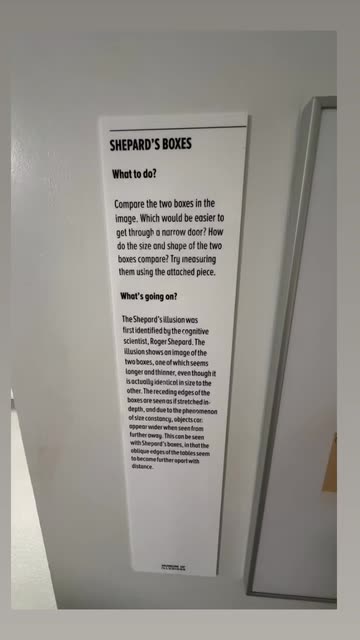 SHEPARD'S BOXES
What to do?
Compare the two boxes in the
image. Which would be easier to
get through a narrow door? How
do the size and shape of the two
boxes compare? Try measuring
them using the attached piece.
What's going on?
The Shepard's illusion was
first identified by the cognitive
scientist, Roger Shepard. The
illusion shows an image of the
two boxes, one of which seems
longer and thinner, even though it
is actually identical in size to the
other. The receding edges of the
boxes are seen as if stretched in-
depth, and due to the phenomenon
of size constancy, objects can
appear wider when seen from
further away. This can be seen
with Shepard's boxes, in that the
oblique edges of the tables seem
to become further apart with
distance.
MUSEUM OF
ILLUSIONS